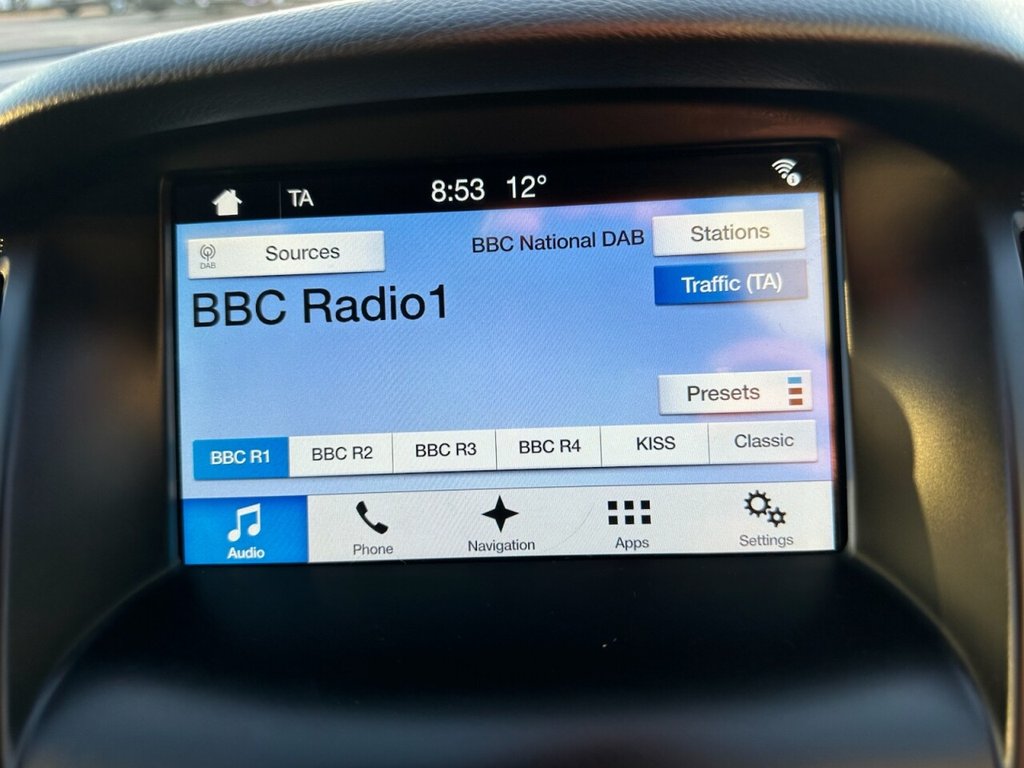 TA 8:53 12°
DAB Sources BBC National DAB Stations
BBC Radio1
Traffic (TA)
Presets
BBC R1 BBC R2 BBC R3 BBC R4 KISS Classic
Audio Phone Navigation Apps Settings